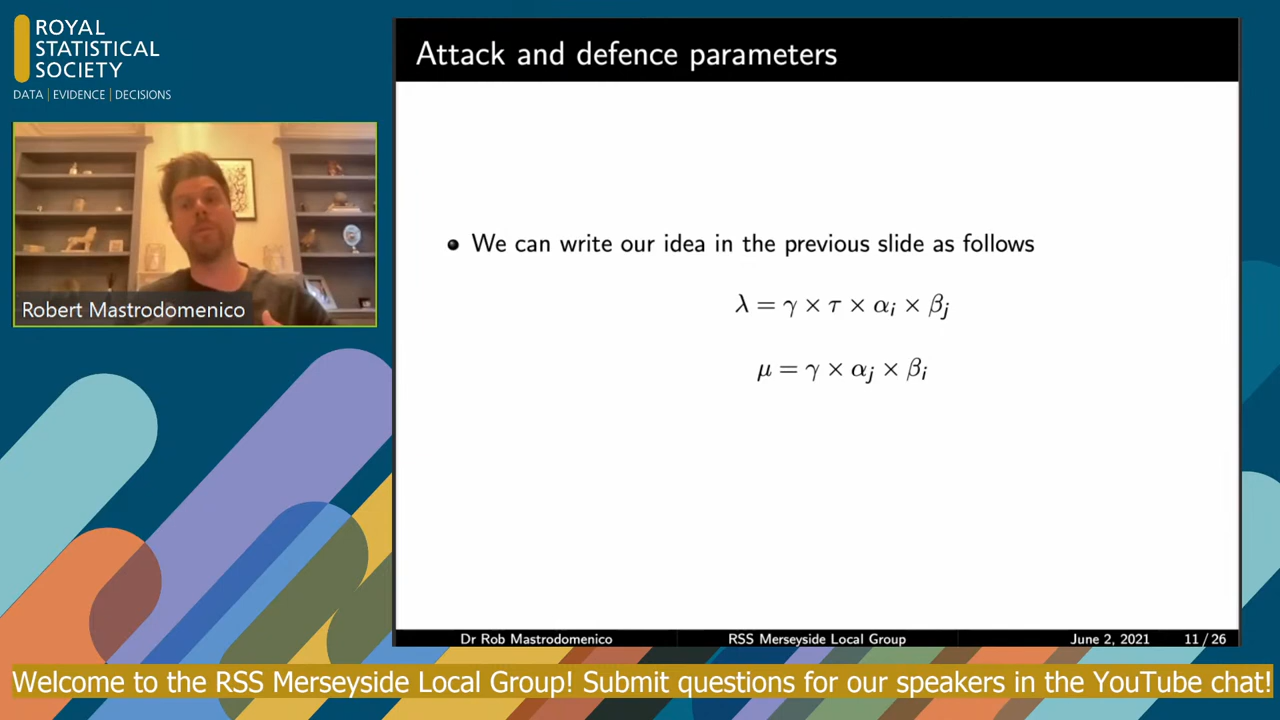 ROYAL
STATISTICAL
SOCIETY
DATA | EVIDENCE | DECISIONS
Robert Mastrodomenico
Attack and defence parameters
We can write our idea in the previous slide as follows
λ = γ × τ × αᵢ × βⱼ
μ = γ × αⱼ × βᵢ
Dr Rob Mastrodomenico
RSS Merseyside Local Group
June 2, 2021
11 / 26
Welcome to the RSS Merseyside Local Group! Submit questions for our speakers in the YouTube chat!